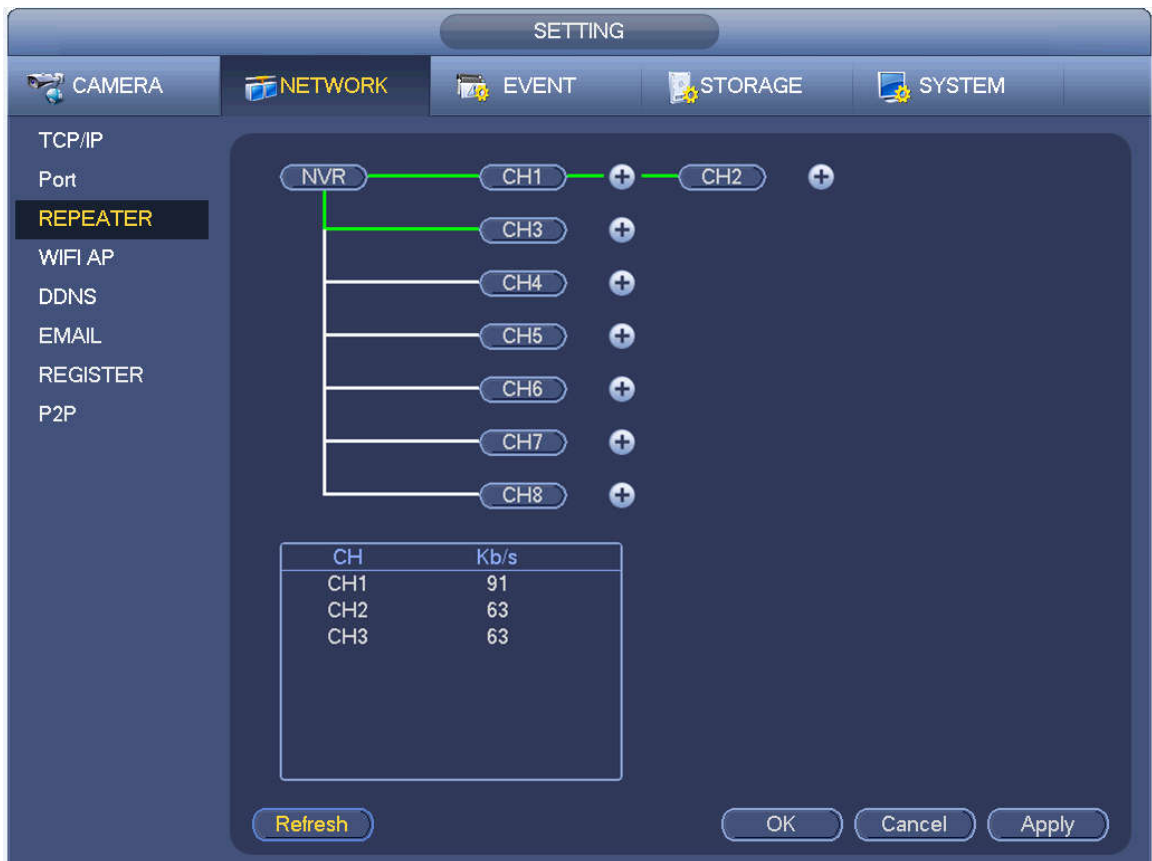 SETTING
CAMERA NETWORK EVENT STORAGE SYSTEM
TCP/IP
Port
REPEATER
WIFI AP
DDNS
EMAIL
REGISTER
P2P
NVR CH1 CH2
CH3
CH4
CH5
CH6
CH7
CH8
CH Kb/s
CH1 91
CH2 63
CH3 63
Refresh OK Cancel Apply